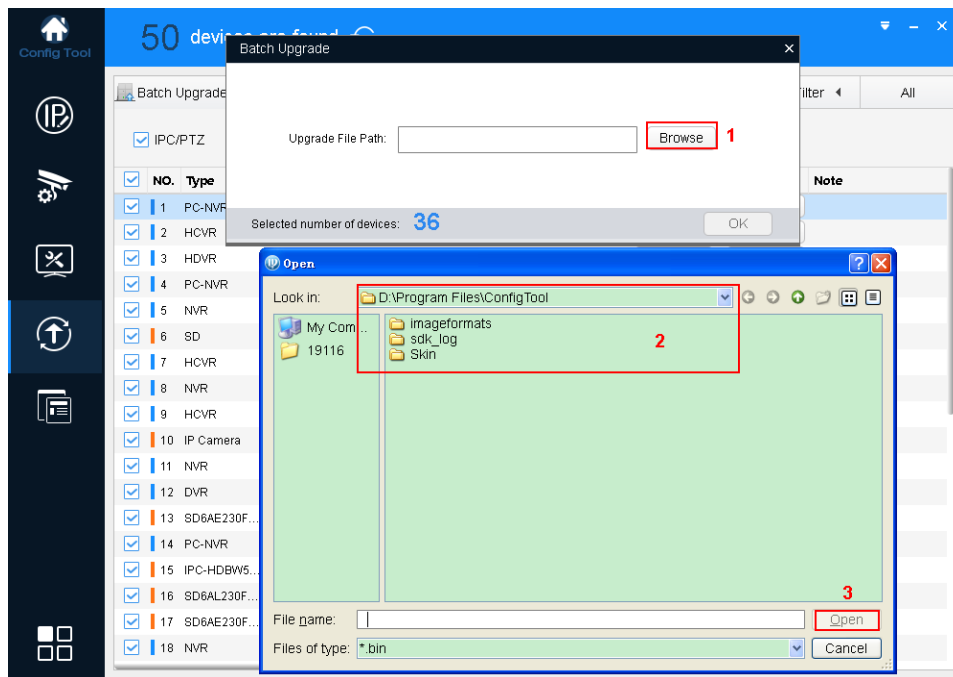 Config Tool
50 devices are found
Batch Upgrade
×
Batch Upgrade
Filter
All
IPC/PTZ
Upgrade File Path:
Browse
1
NO. Type
Note
Selected number of devices: 36
OK
1 PC-NVR
2 HCVR
3 HDVR
4 PC-NVR
5 NVR
6 SD
7 HCVR
8 NVR
9 HCVR
10 IP Camera
11 NVR
12 DVR
13 SD6AE230F...
14 PC-NVR
15 IPC-HDBW5...
16 SD6AL230F...
17 SD6AE230F...
18 NVR
IP Open
Look in: D:\Program Files\ConfigTool
My Com...
19116
imageformats
sdk_log
Skin
2
3
File name:
Open
Files of type: *.bin
Cancel